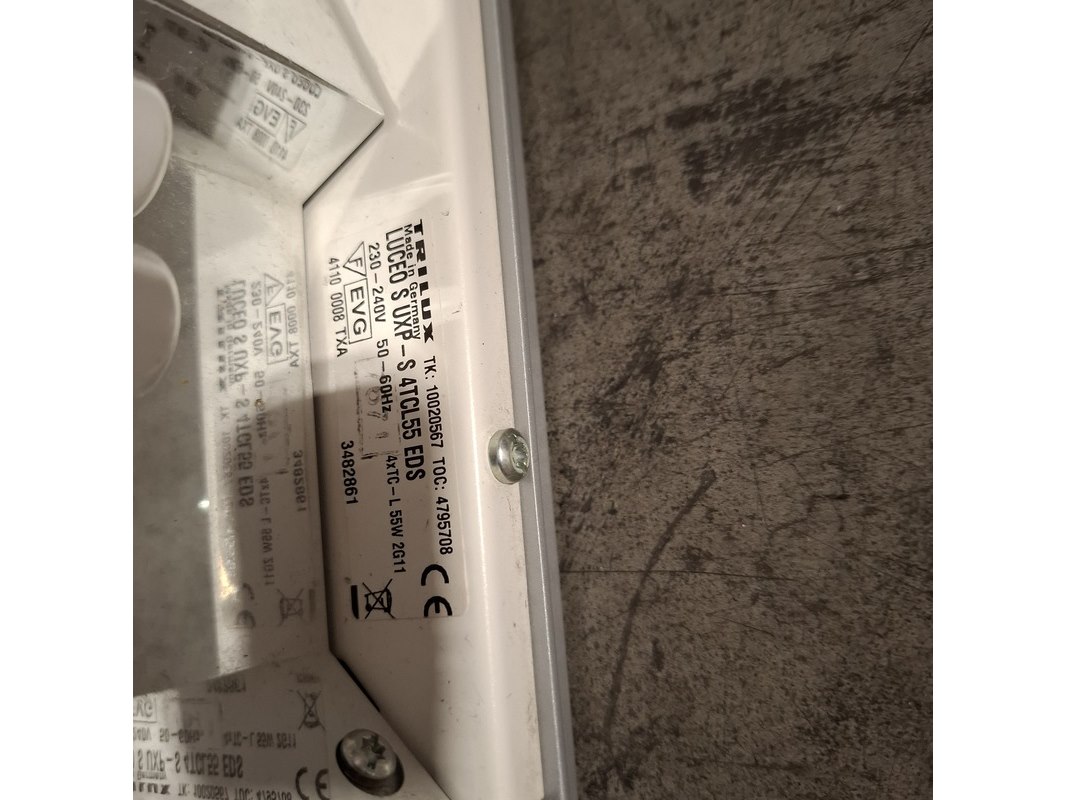 TRILUX TK: 10020567 TOC: 4795708
Made in Germany
LUCEO S UXP-S 4TCL55 EDS
230-240V 50-60Hz 4xTC-L 55W 2G11
F EVG
4110 0008 TXA 3482861
CE